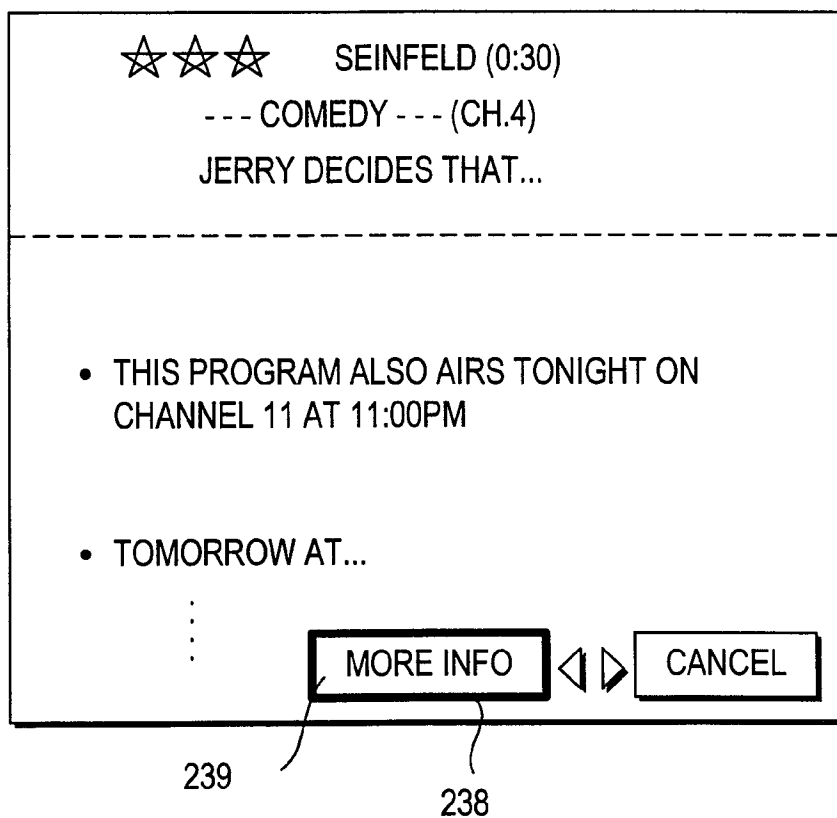 SEINFELD (0:30)
--- COMEDY --- (CH.4)
JERRY DECIDES THAT...
• THIS PROGRAM ALSO AIRS TONIGHT ON
CHANNEL 11 AT 11:00PM
• TOMORROW AT...
MORE INFO
CANCEL
239
238